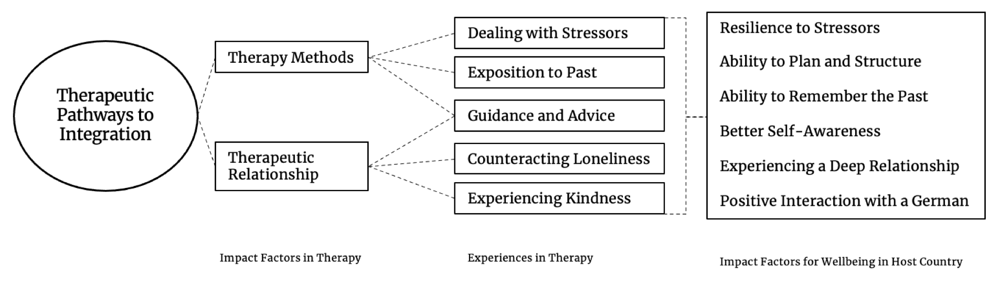 Therapeutic
Pathways to
Integration
Therapy Methods
Therapeutic
Relationship
Dealing with Stressors
Exposition to Past
Guidance and Advice
Counteracting Loneliness
Experiencing Kindness
Resilience to Stressors
Ability to Plan and Structure
Ability to Remember the Past
Better Self-Awareness
Experiencing a Deep Relationship
Positive Interaction with a German
Impact Factors in Therapy
Experiences in Therapy
Impact Factors for Wellbeing in Host Country